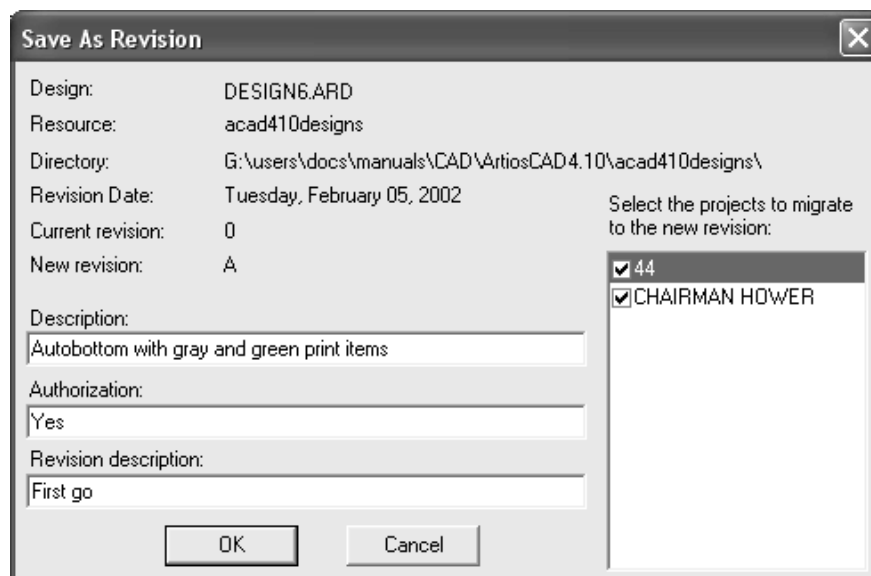 Save As Revision
Design: DESIGN6.ARD
Resource: acad410designs
Directory: G:\users\docs\manuals\CAD\ArtiosCAD4.10\acad410designs\
Revision Date: Tuesday, February 05, 2002
Current revision: 0
New revision: A
Description:
Autobottom with gray and green print items
Authorization:
Yes
Revision description:
First go
OK Cancel
Select the projects to migrate
to the new revision:
44
CHAIRMAN HOWER